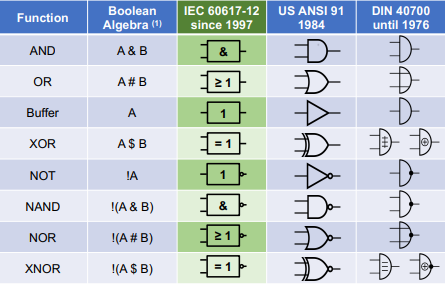 Function Boolean Algebra (1) IEC 60617-12 since 1997 US ANSI 91 1984 DIN 40700 until 1976
AND A & B &
OR A # B ≥ 1
Buffer A 1
XOR A $ B = 1
NOT !A 1
NAND !(A & B) &
NOR !(A # B) ≥ 1
XNOR !(A $ B) = 1